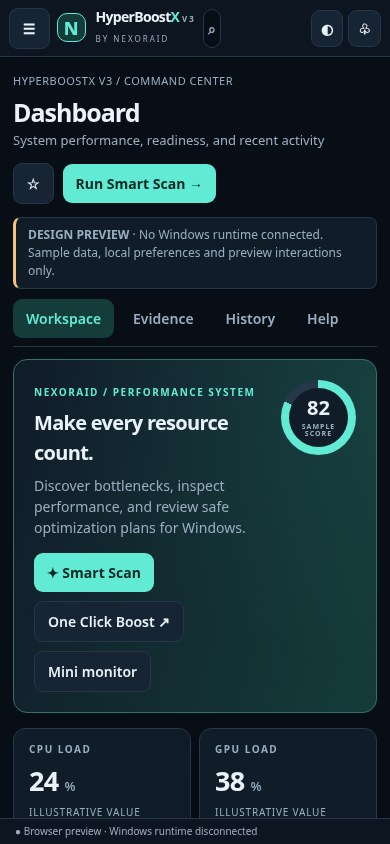 ☰ N HyperBoostX V3
BY NEXORAID
HYPERBOOSTX V3 / COMMAND CENTER
Dashboard
System performance, readiness, and recent activity
☆ Run Smart Scan →
DESIGN PREVIEW · No Windows runtime connected.
Sample data, local preferences and preview interactions
only.
Workspace Evidence History Help
NEXORAID / PERFORMANCE SYSTEM
Make every resource
count.
82
SAMPLE
SCORE
Discover bottlenecks, inspect
performance, and review safe
optimization plans for Windows.
✦ Smart Scan
One Click Boost ↗
Mini monitor
CPU LOAD
24 %
ILLUSTRATIVE VALUE
GPU LOAD
38 %
ILLUSTRATIVE VALUE
● Browser preview · Windows runtime disconnected